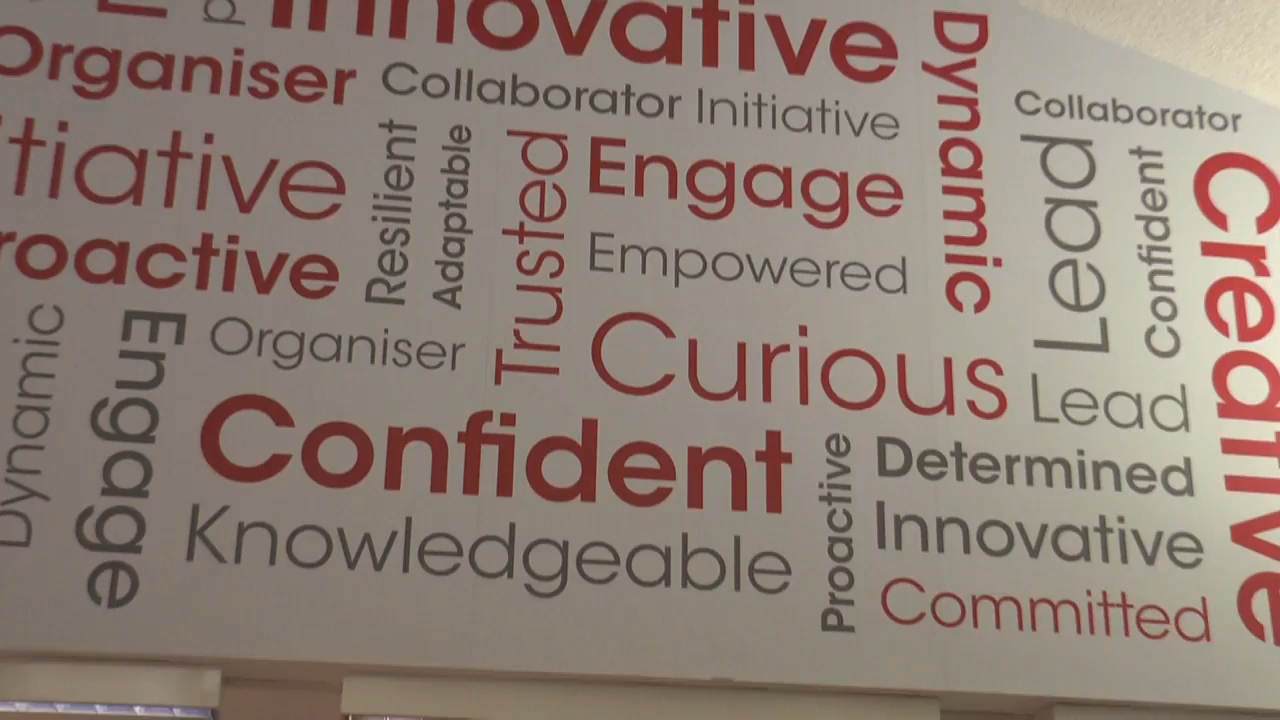 Innovative
Organiser
Collaborator Initiative
Dynamic
Collaborator
tiative
Resilient
Adaptable
Trusted
Engage
Lead
Confident
Creative
roactive
Empowered
Dynamic
Engage
Organiser
Curious
Lead
Confident
Proactive
Determined
Knowledgeable
Innovative
Committed